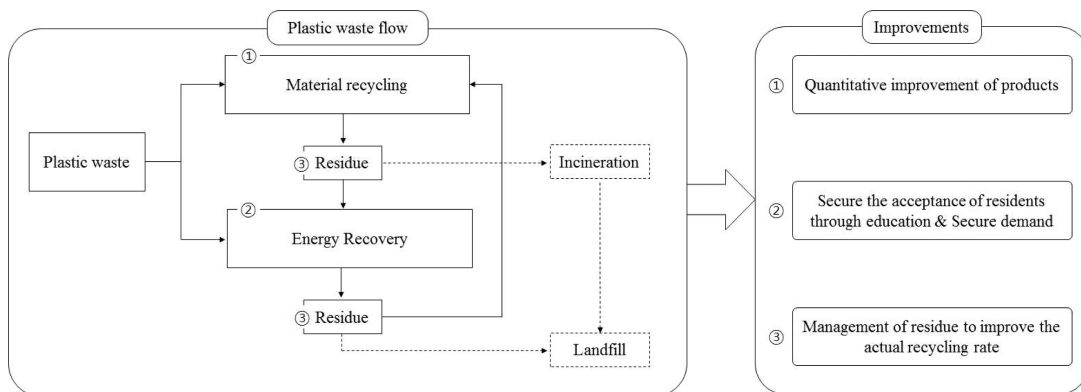 Plastic waste flow
①
Material recycling
Plastic waste
③ Residue
Incineration
②
Energy Recovery
③ Residue
Landfill
Improvements
① Quantitative improvement of products
② Secure the acceptance of residents
through education & Secure demand
③ Management of residue to improve the
actual recycling rate